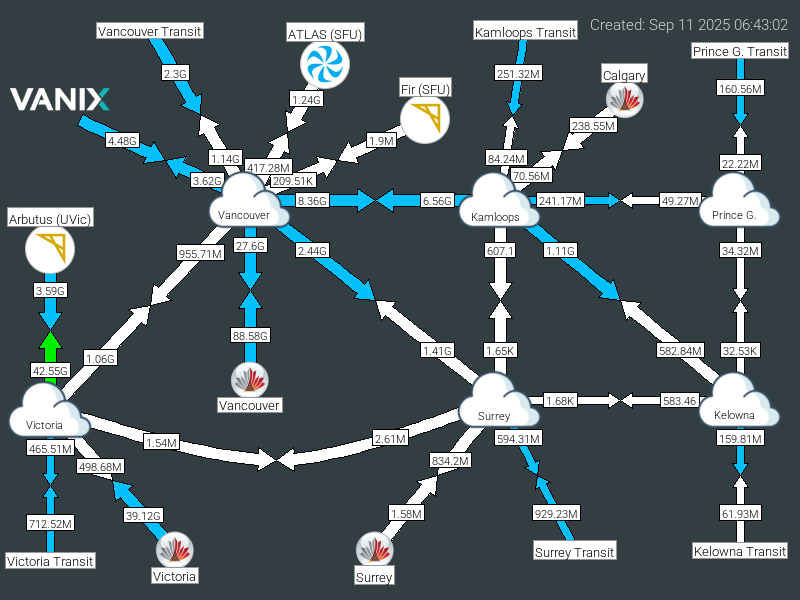 Created: Sep 11 2025 06:43:02
Vancouver Transit
ATLAS (SFU)
Kamloops Transit
Prince G. Transit
2.3G
251.32M
Calgary
160.56M
VANIX
1.24G
Fir (SFU)
4.48G
1.9M
238.55M
1.14G
417.28M
84.24M
22.22M
3.62G
209.51K
70.56M
Vancouver
8.36G
6.56G
Kamloops
241.17M
49.27M
Prince G.
Arbutus (UVic)
955.71M
27.6G
2.44G
607.1
1.11G
34.32M
3.59G
88.58G
1.06G
1.41G
1.65K
582.84M
32.53K
42.55G
Vancouver
Victoria
Surrey
1.68K
583.46
Kelowna
465.51M
1.54M
2.61M
594.31M
159.81M
498.68M
834.2M
712.52M
39.12G
1.58M
929.23M
61.93M
Victoria Transit
Victoria
Surrey
Surrey Transit
Kelowna Transit